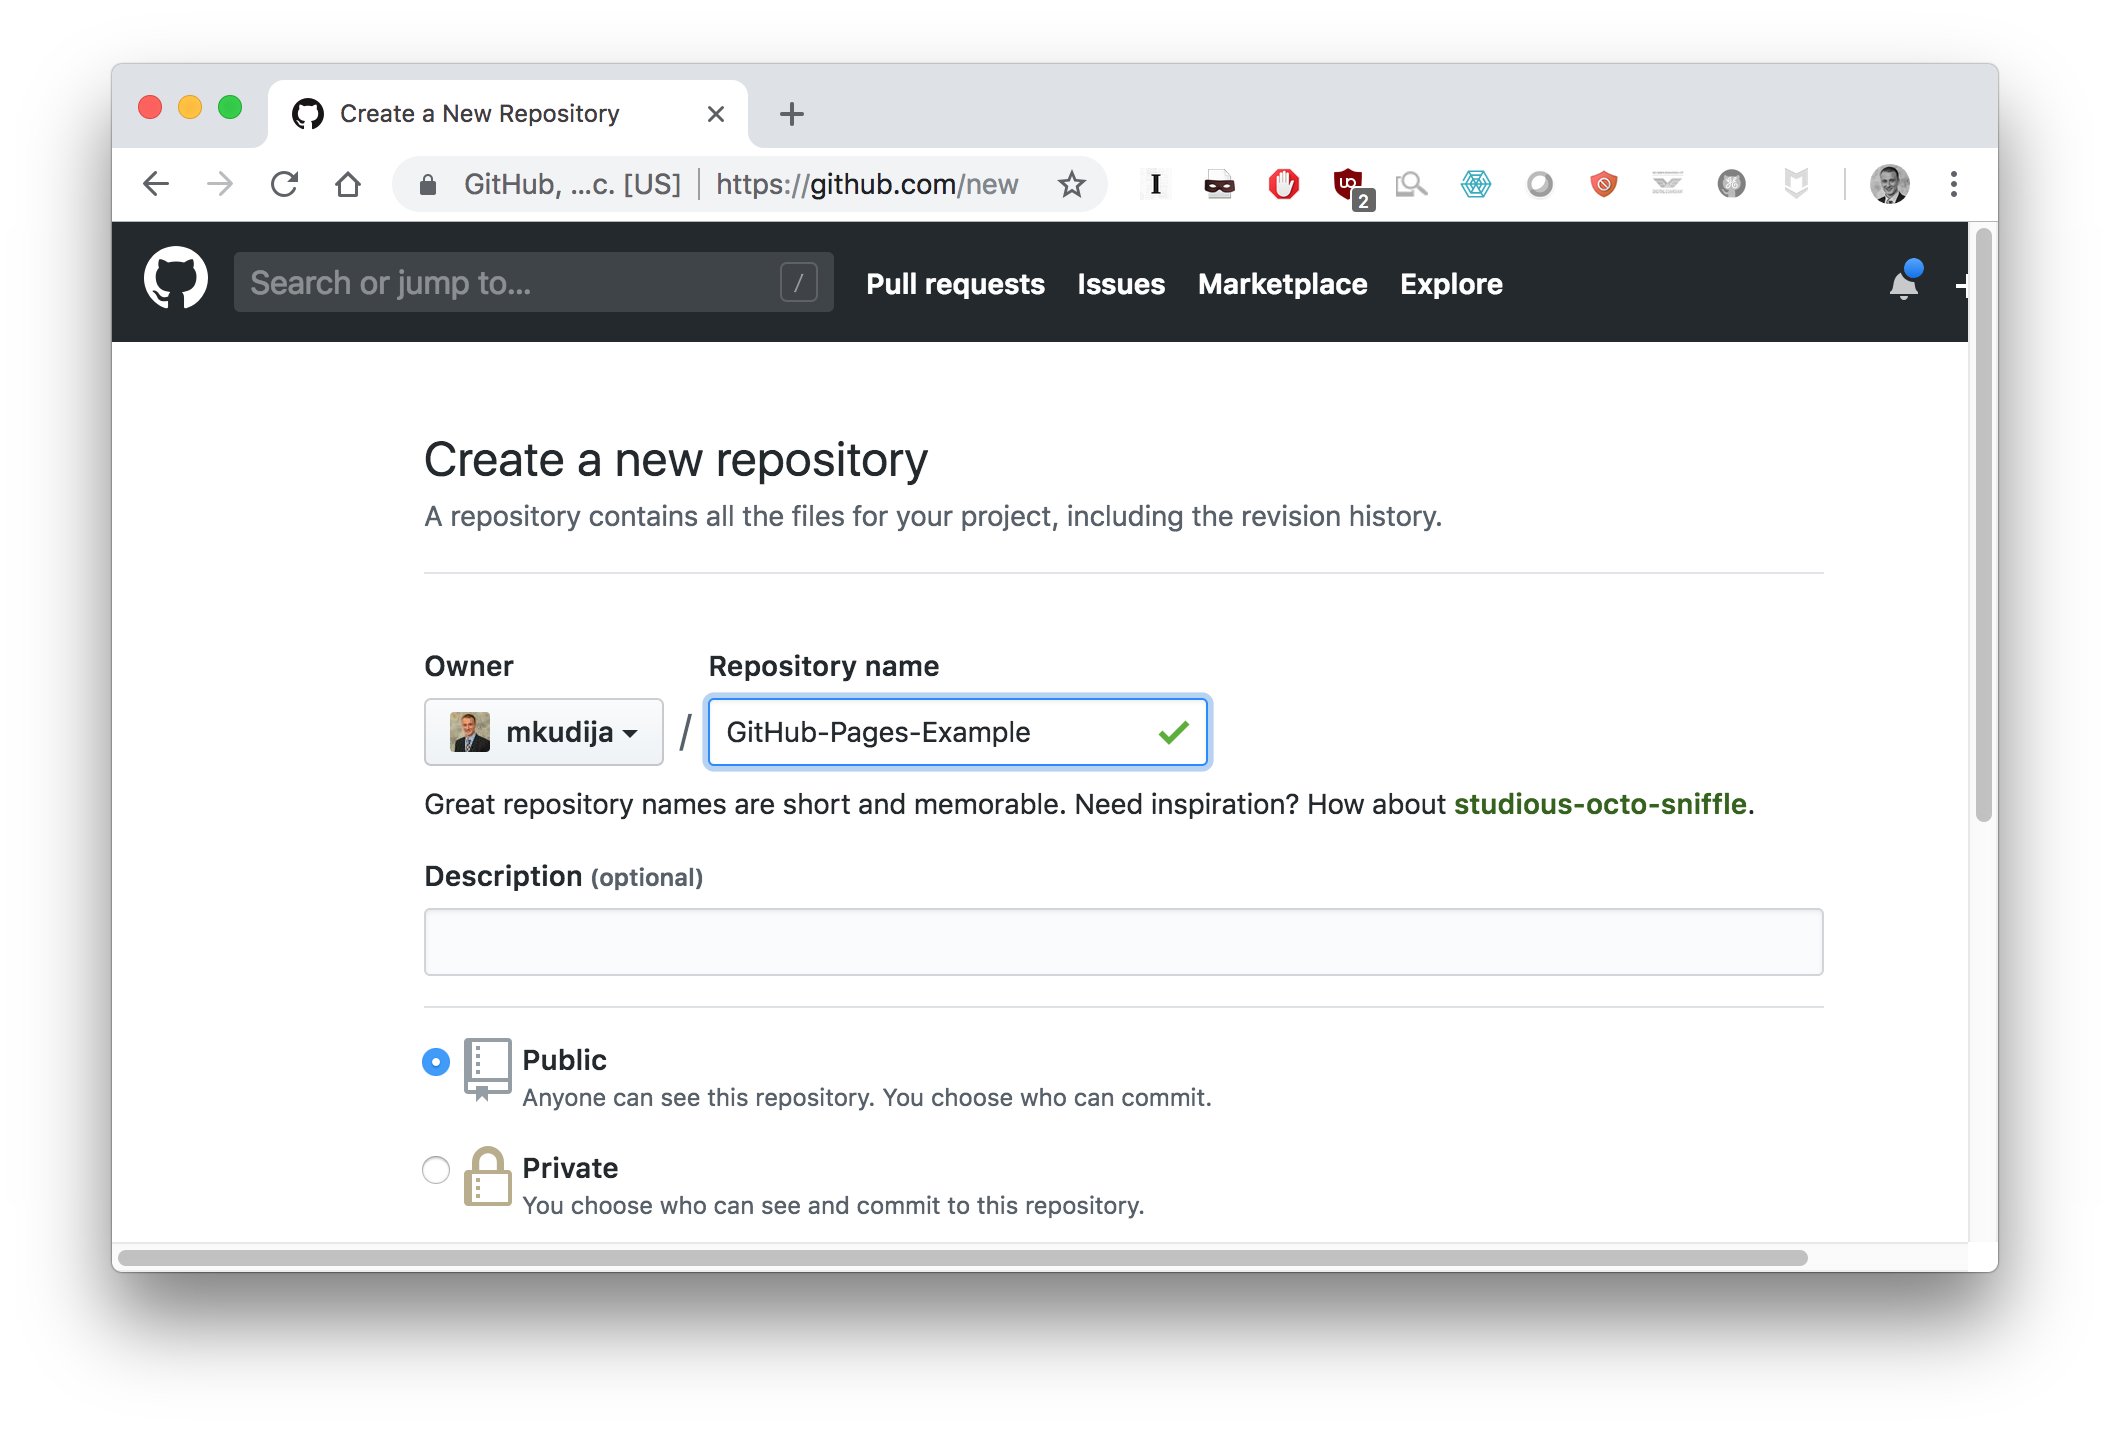 Create a New Repository
GitHub, ...c. [US] | https://github.com/new
2
Search or jump to... /
Pull requests Issues Marketplace Explore
Create a new repository
A repository contains all the files for your project, including the revision history.
Owner Repository name
mkudija / GitHub-Pages-Example
Great repository names are short and memorable. Need inspiration? How about studious-octo-sniffle.
Description (optional)
Public
Anyone can see this repository. You choose who can commit.
Private
You choose who can see and commit to this repository.